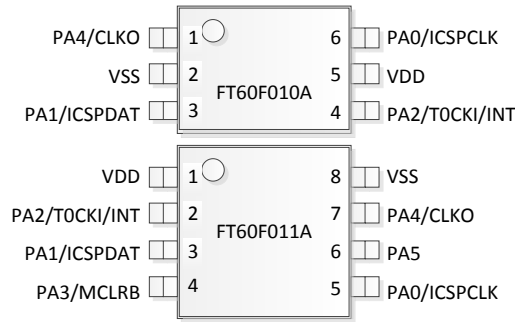 PA4/CLKO 1 6 PA0/ICSPCLK
VSS 2 5 VDD
FT60F010A
PA1/ICSPDAT 3 4 PA2/T0CKI/INT
VDD 1 8 VSS
PA2/T0CKI/INT 2 7 PA4/CLKO
FT60F011A
PA1/ICSPDAT 3 6 PA5
PA3/MCLRB 4 5 PA0/ICSPCLK